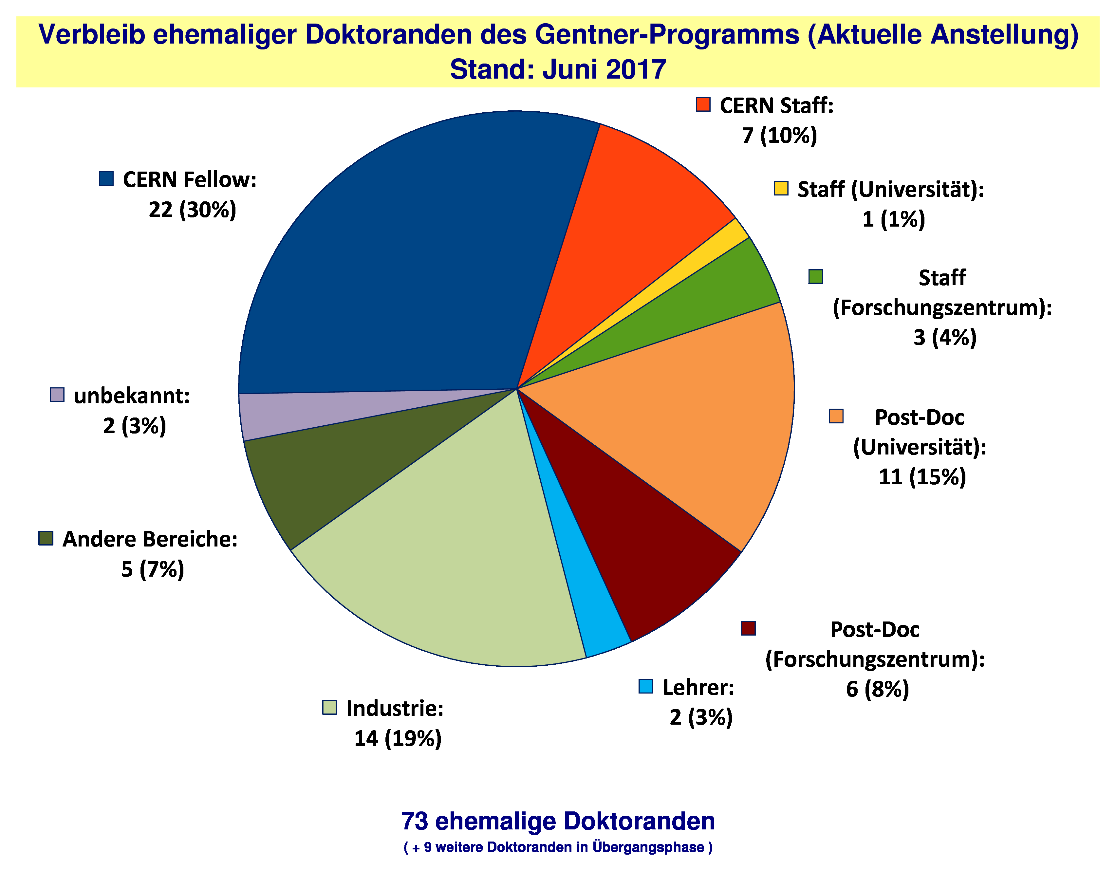 Verbleib ehemaliger Doktoranden des Gentner-Programms (Aktuelle Anstellung)
Stand: Juni 2017
CERN Staff:
7 (10%)
CERN Fellow:
22 (30%)
Staff (Universität):
1 (1%)
Staff
(Forschungszentrum):
3 (4%)
unbekannt:
2 (3%)
Post-Doc
(Universität):
11 (15%)
Andere Bereiche:
5 (7%)
Post-Doc
(Forschungszentrum):
6 (8%)
Lehrer:
2 (3%)
Industrie:
14 (19%)
73 ehemalige Doktoranden
( + 9 weitere Doktoranden in Übergangsphase )